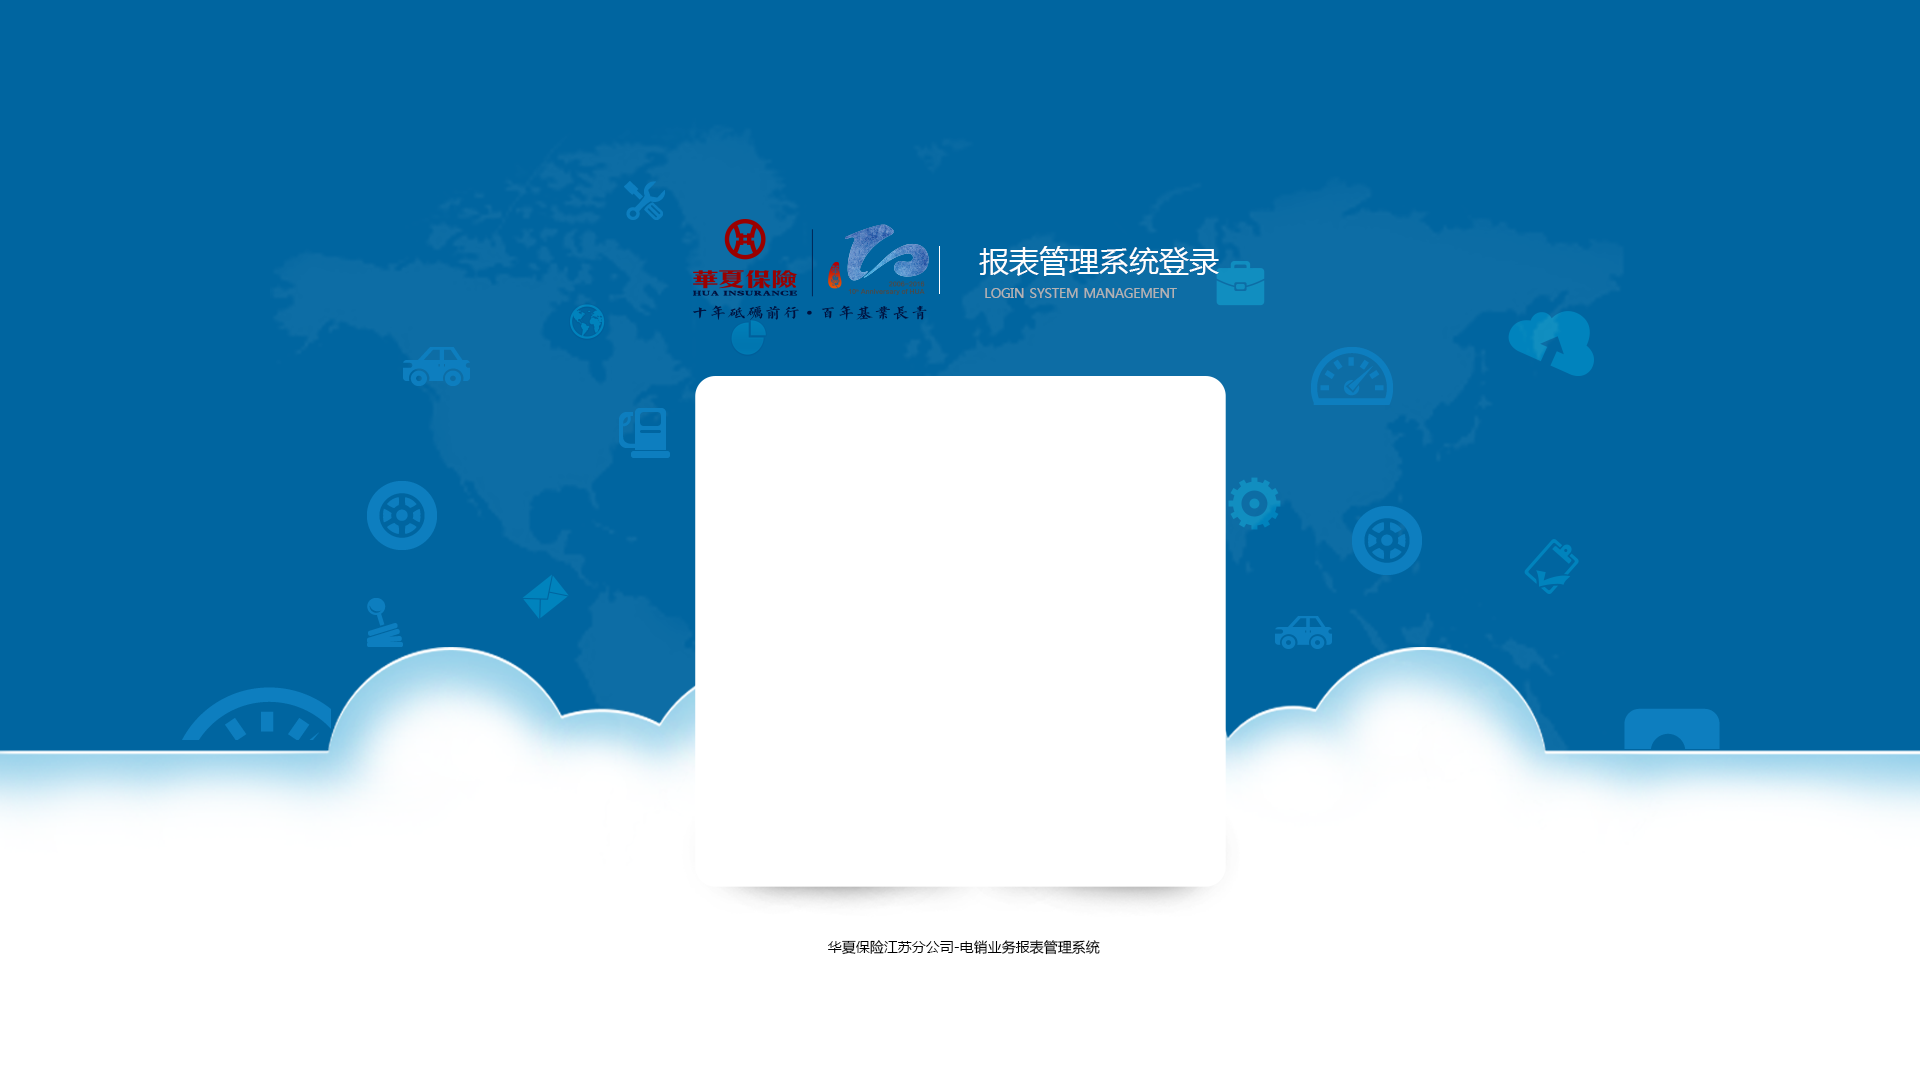 華夏保險
HUA INSURANCE
十年砥礪前行·百年基業長青
报表管理系统登录
LOGIN SYSTEM MANAGEMENT
华夏保险江苏分公司-电销业务报表管理系统